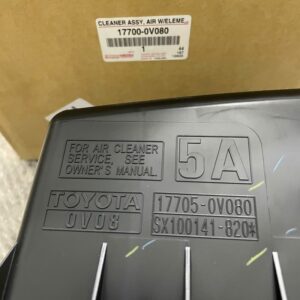 CLEANER ASSY, AIR W/ELEME
17700-0V080
1
FOR AIR CLEANER
SERVICE, SEE
OWNER'S MANUAL
5A
TOYOTA
0V08
17705-0V080
SX100141-820*